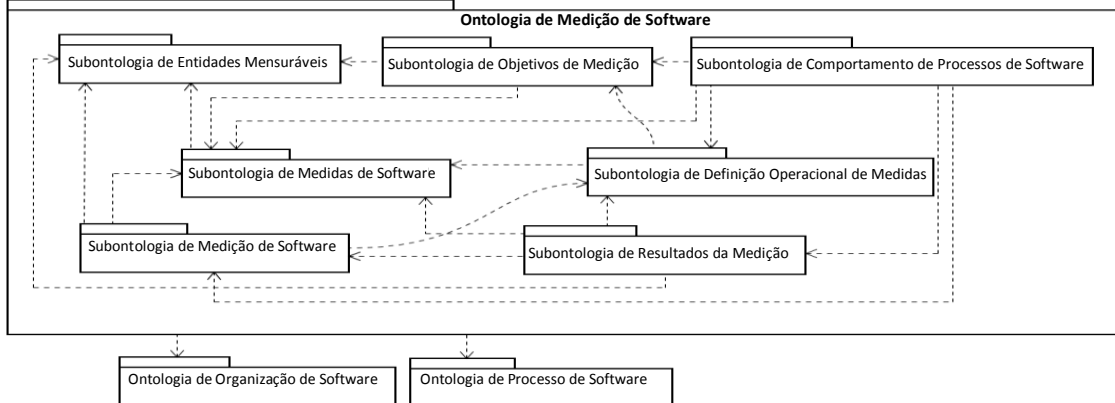 Ontologia de Medição de Software
Subontologia de Entidades Mensuráveis
Subontologia de Objetivos de Medição
Subontologia de Comportamento de Processos de Software
Subontologia de Medidas de Software
Subontologia de Definição Operacional de Medidas
Subontologia de Medição de Software
Subontologia de Resultados da Medição
Ontologia de Organização de Software
Ontologia de Processo de Software